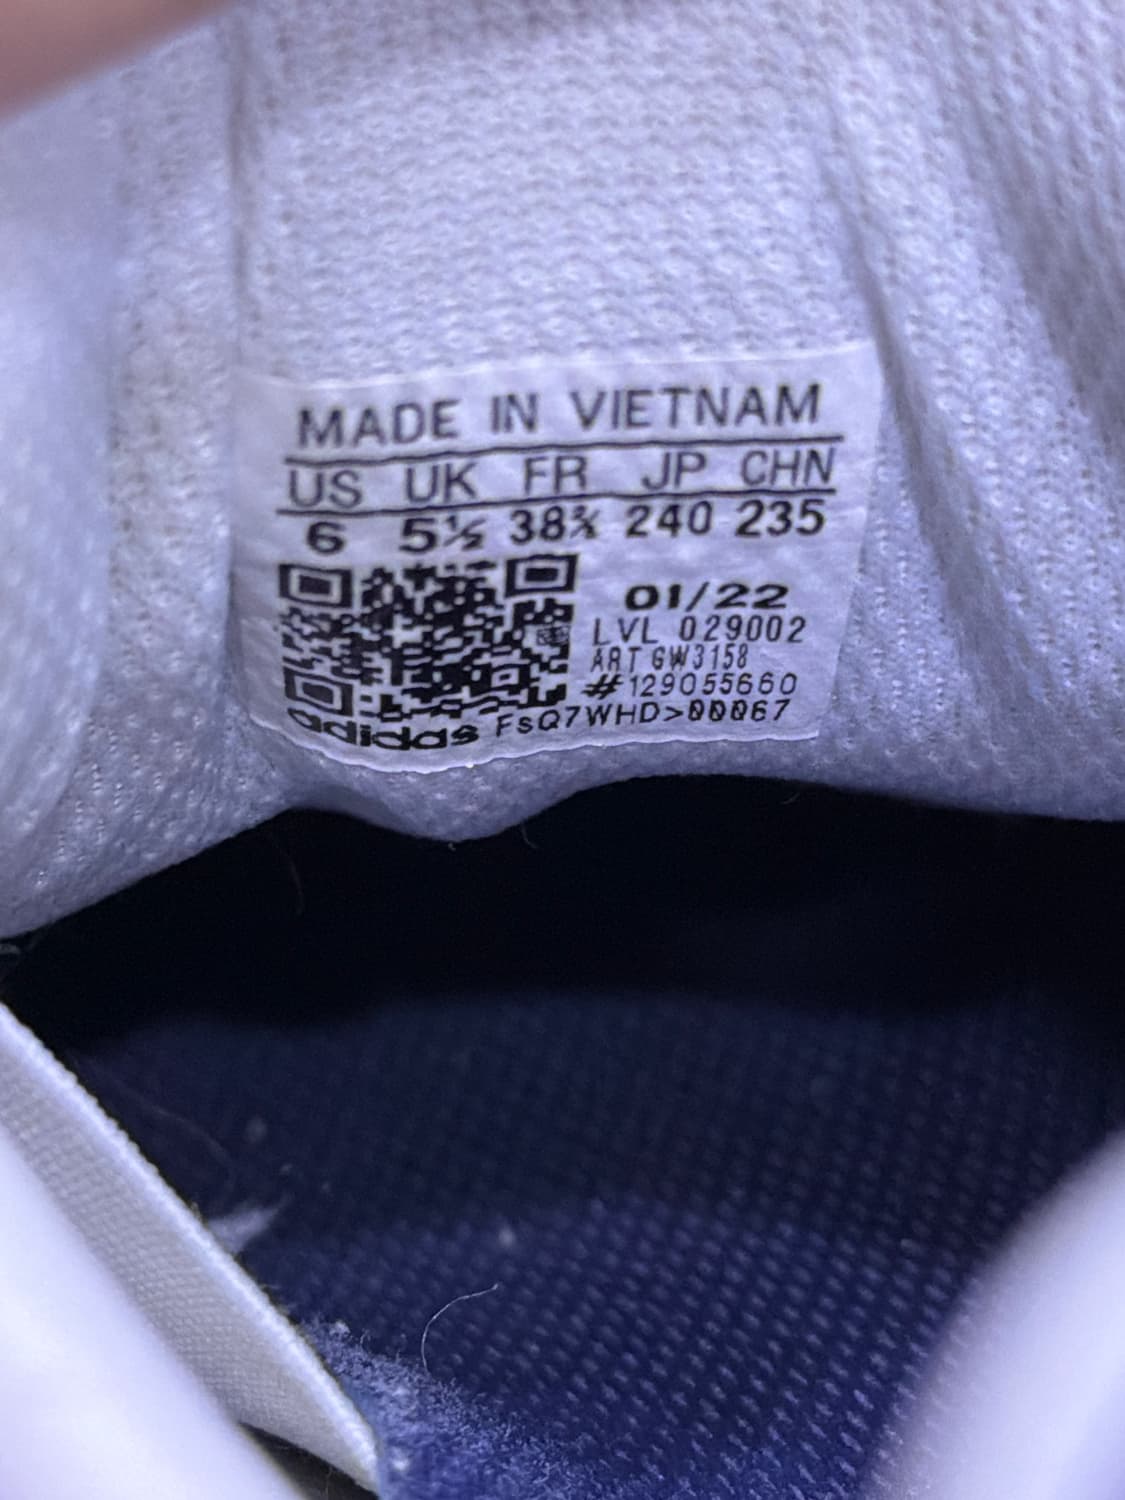 MADE IN VIETNAM
US UK FR JP CHN
6 5½ 38⅔ 240 235
01/22
LVL 029002
ART GW3158
#129055660
adidas FsQ7WHD>00067